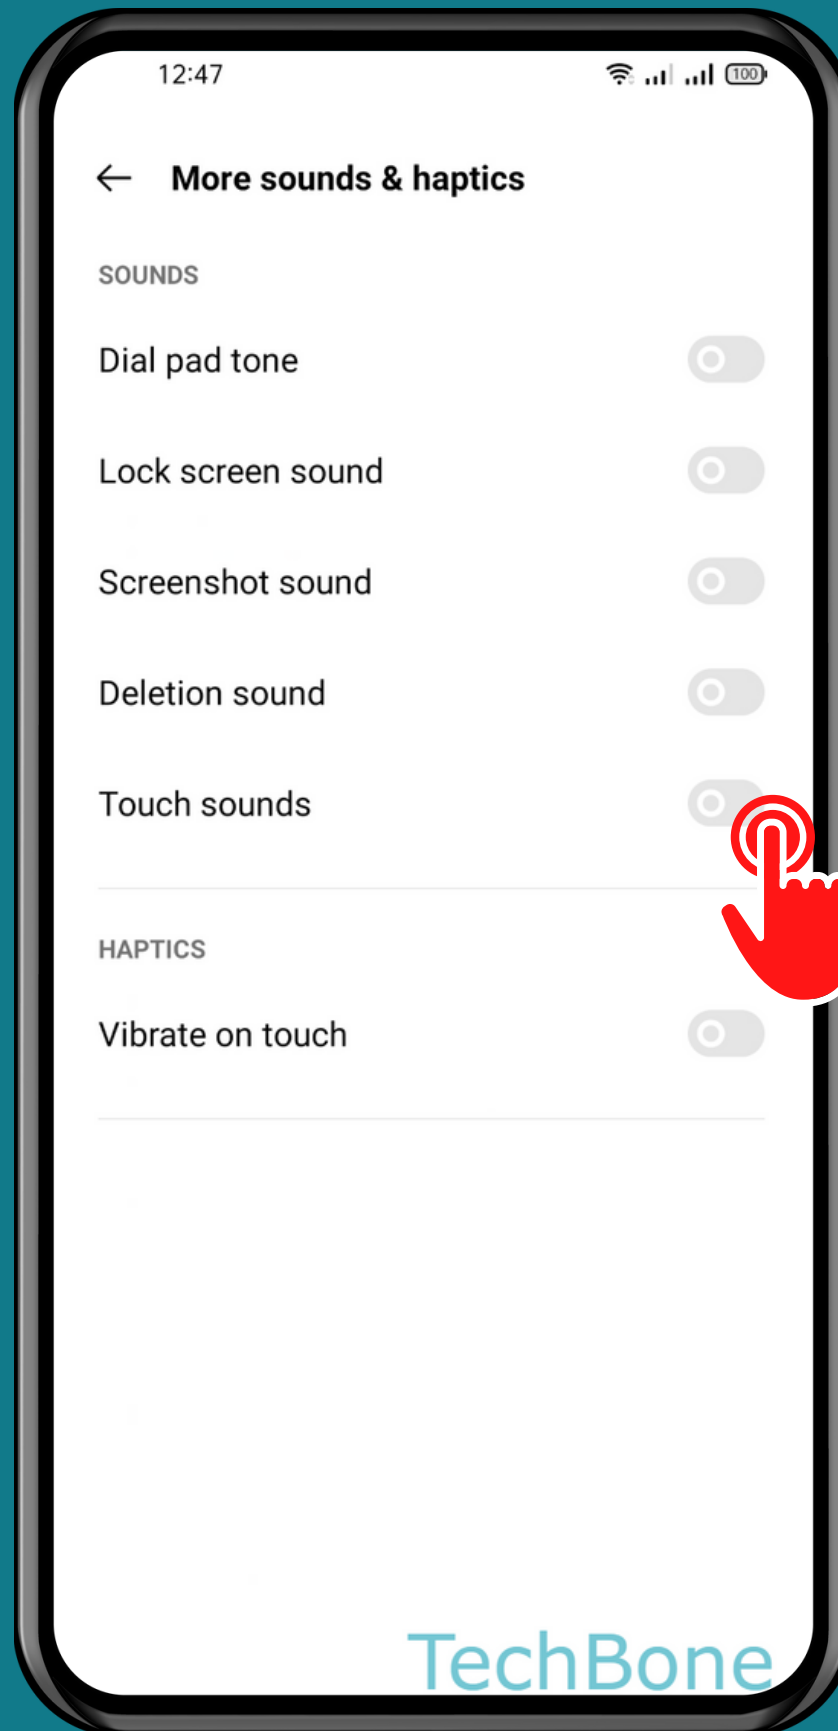 12:47
100
More sounds & haptics
SOUNDS
Dial pad tone
Lock screen sound
Screenshot sound
Deletion sound
Touch sounds
HAPTICS
Vibrate on touch
TechBone